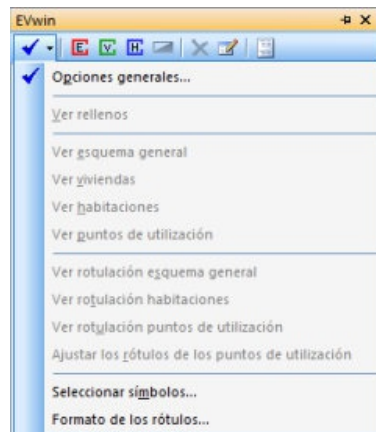 EVwin
E V H
Opciones generales...
Ver rellenos
Ver esquema general
Ver viviendas
Ver habitaciones
Ver puntos de utilización
Ver rotulación esquema general
Ver rotulación habitaciones
Ver rotulación puntos de utilización
Ajustar los rótulos de los puntos de utilización
Seleccionar símbolos...
Formato de los rótulos...